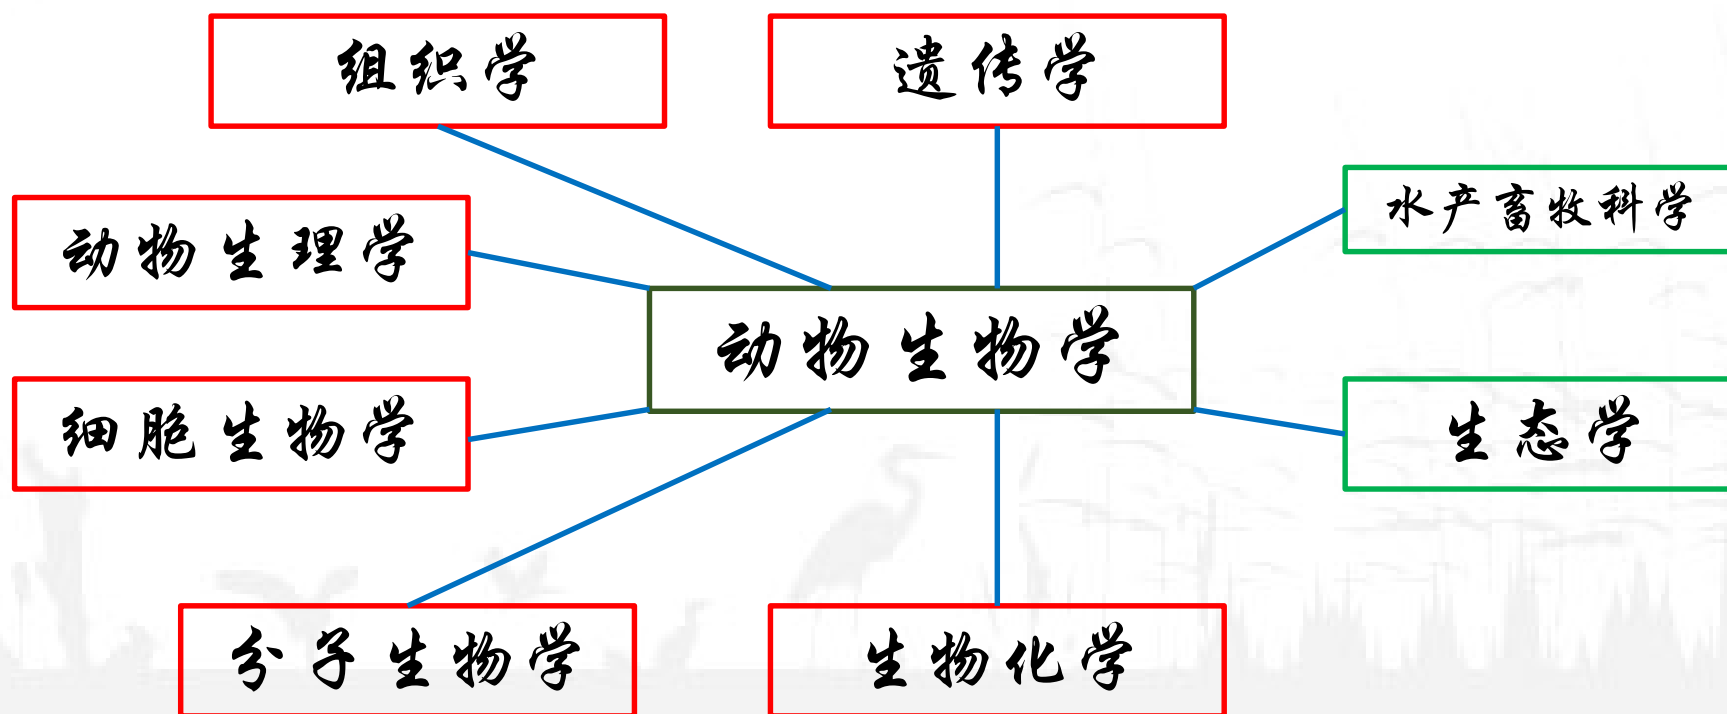 组织学
遗传学
水产畜牧科学
动物生理学
动物生物学
细胞生物学
生态学
分子生物学
生物化学